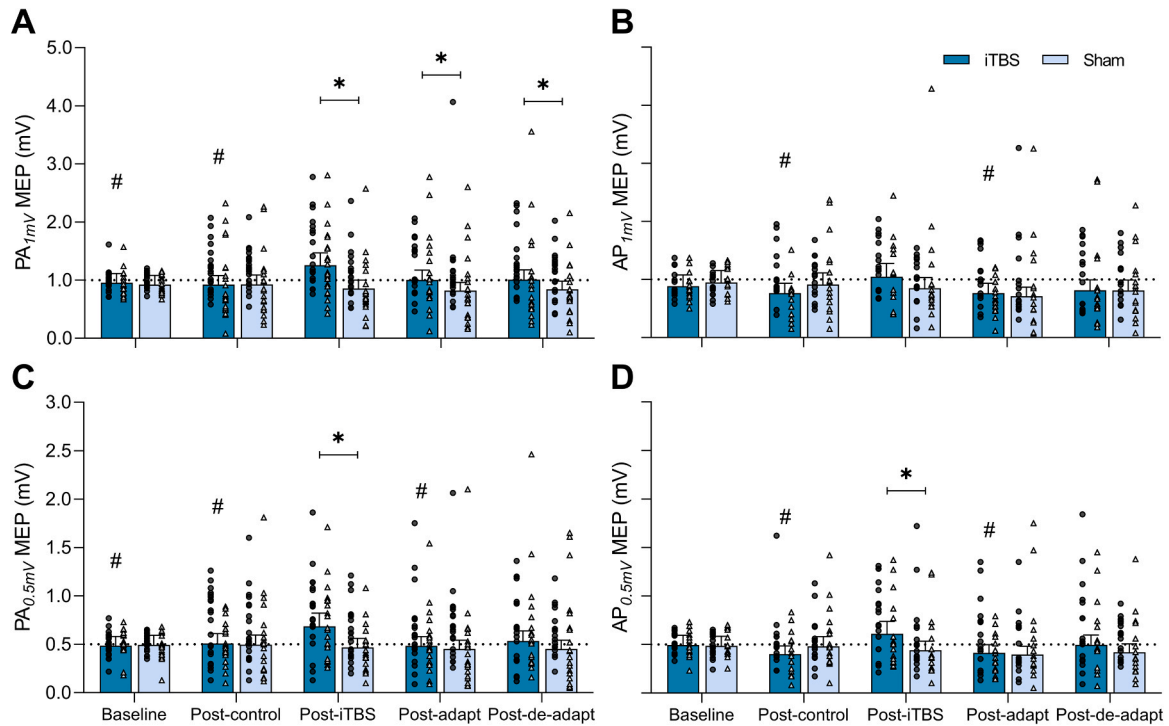 A
B
5.0
4.0
3.0
2.0
1.0
0.0
PA1mV MEP (mV)
#
#
*
*
*
AP1mV MEP (mV)
iTBS
Sham
#
#
C
D
3.0
2.5
2.0
1.5
1.0
0.5
0.0
PA0.5mV MEP (mV)
#
#
*
#
AP0.5mV MEP (mV)
#
*
#
Baseline Post-control Post-iTBS Post-adapt Post-de-adapt
Baseline Post-control Post-iTBS Post-adapt Post-de-adapt